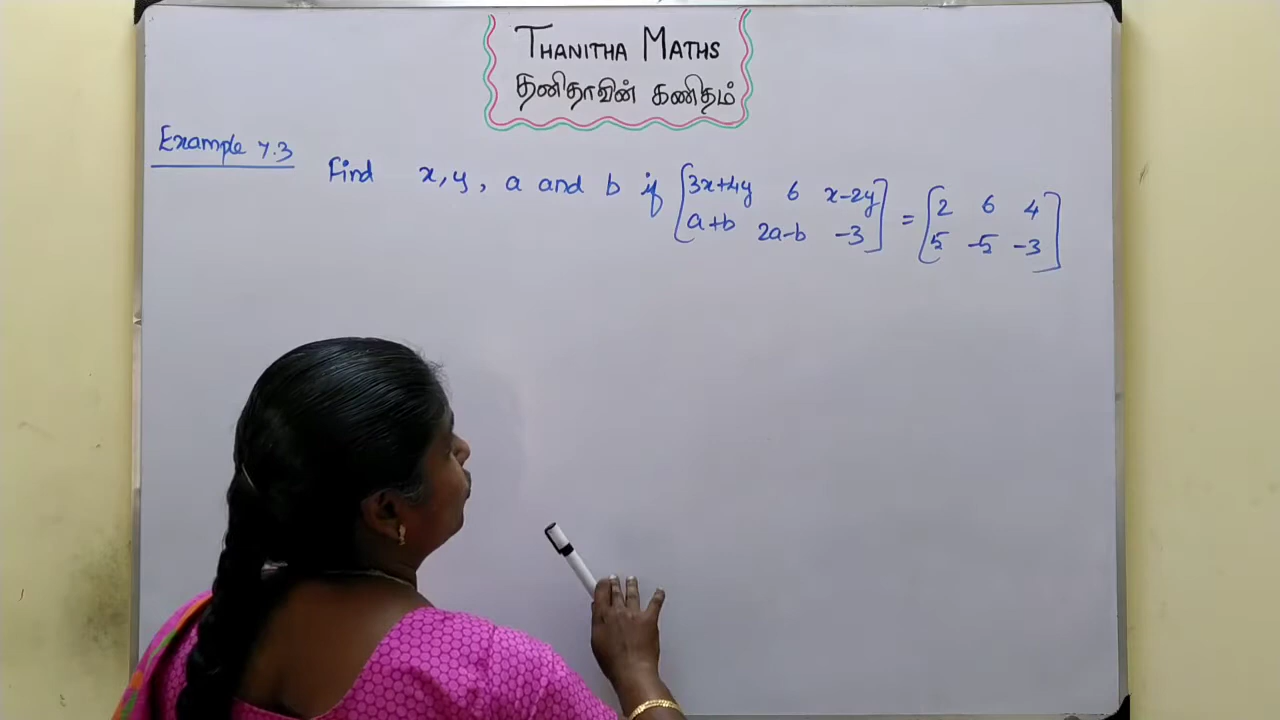 THANITHA MATHS
தனிதாவின் கணிதம்
Example 7.3
Find x, y, a and b if [3x+4y 6 x-2y] = [2 6 4]
[a+b 2a-b -3] [5 -5 -3]